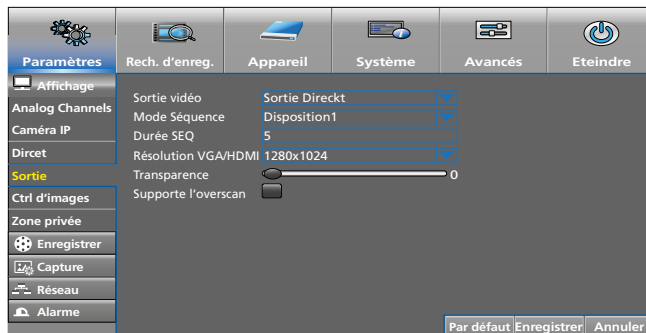 Paramètres
Rech. d'enreg.
Appareil
Système
Avancés
Eteindre
Affichage
Analog Channels
Caméra IP
Dircet
Sortie
Ctrl d'images
Zone privée
Enregistrer
Capture
Réseau
Alarme
Sortie vidéo Sortie Direckt
Mode Séquence Disposition1
Durée SEQ 5
Résolution VGA/HDMI 1280x1024
Transparence 0
Supporte l'overscan
Par défaut Enregistrer Annuler